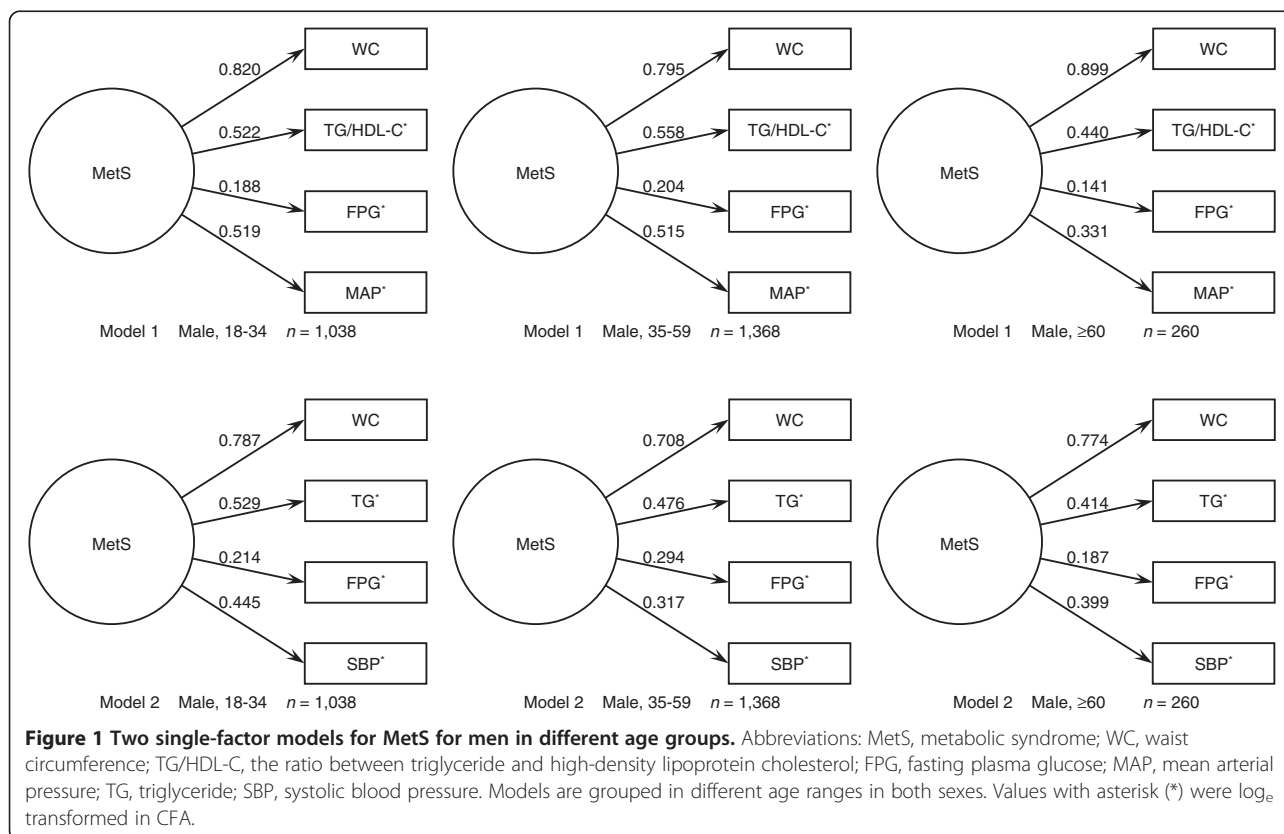 WC
0.820
TG/HDL-C*
0.522
MetS
0.188
FPG*
0.519
MAP*
Model 1 Male, 18-34 n = 1,038
WC
0.795
TG/HDL-C*
0.558
MetS
0.204
FPG*
0.515
MAP*
Model 1 Male, 35-59 n = 1,368
WC
0.899
TG/HDL-C*
0.440
MetS
0.141
FPG*
0.331
MAP*
Model 1 Male, ≥60 n = 260
WC
0.787
TG*
0.529
MetS
0.214
FPG*
0.445
SBP*
Model 2 Male, 18-34 n = 1,038
WC
0.708
TG*
0.476
MetS
0.294
FPG*
0.317
SBP*
Model 2 Male, 35-59 n = 1,368
WC
0.774
TG*
0.414
MetS
0.187
FPG*
0.399
SBP*
Model 2 Male, ≥60 n = 260
Figure 1 Two single-factor models for MetS for men in different age groups. Abbreviations: MetS, metabolic syndrome; WC, waist
circumference; TG/HDL-C, the ratio between triglyceride and high-density lipoprotein cholesterol; FPG, fasting plasma glucose; MAP, mean arterial
pressure; TG, triglyceride; SBP, systolic blood pressure. Models are grouped in different age ranges in both sexes. Values with asterisk (*) were logₑ
transformed in CFA.